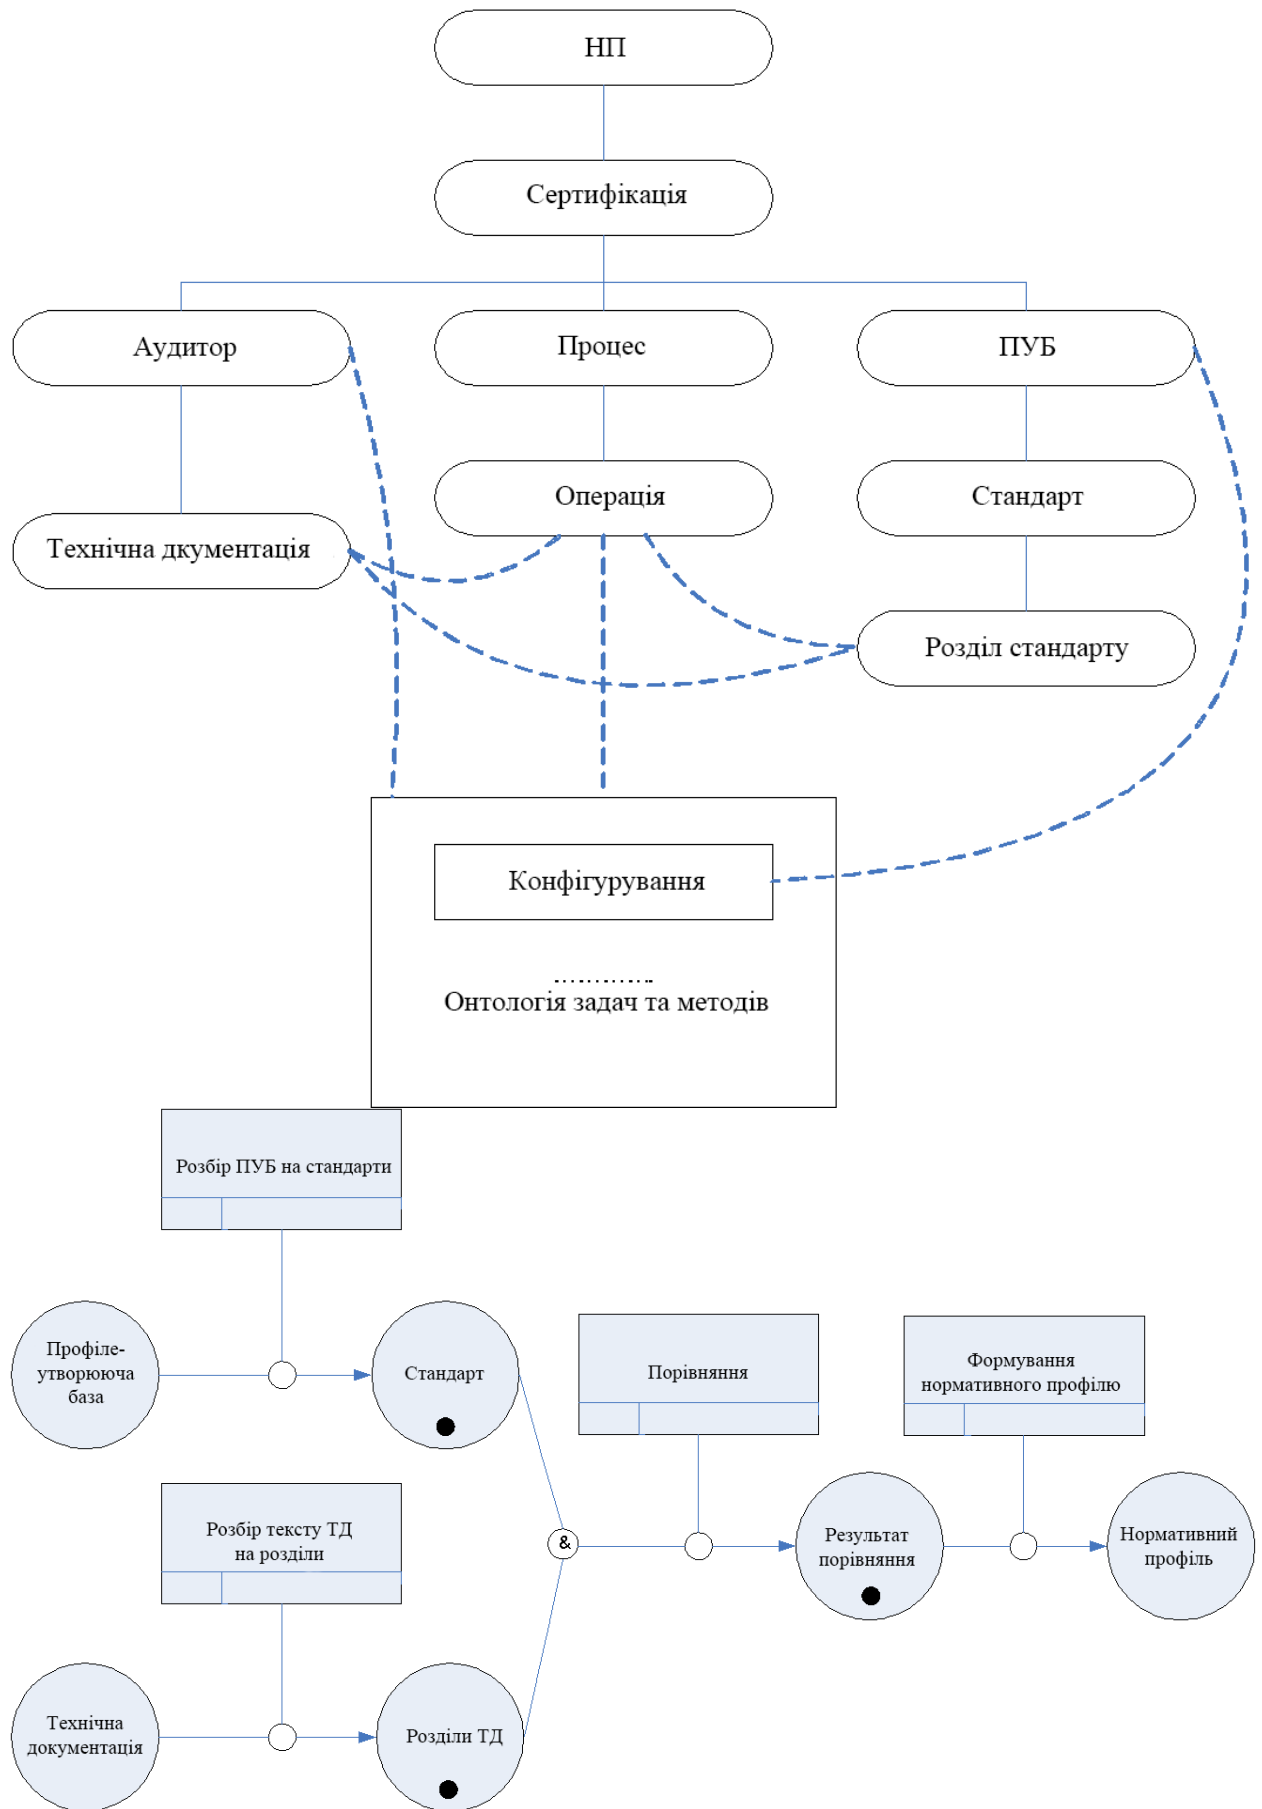 НП
Сертифікація
Аудитор
Процес
ПУБ
Операція
Стандарт
Технічна дкументація
Розділ стандарту
Конфігурування
............
Онтологія задач та методів
Розбір ПУБ на стандарти
Профіле-
утворююча
база
Стандарт
Порівняння
Формування
нормативного профілю
Розбір тексту ТД
на розділи
&
Результат
порівняння
Нормативний
профіль
Технічна
документація
Розділи ТД